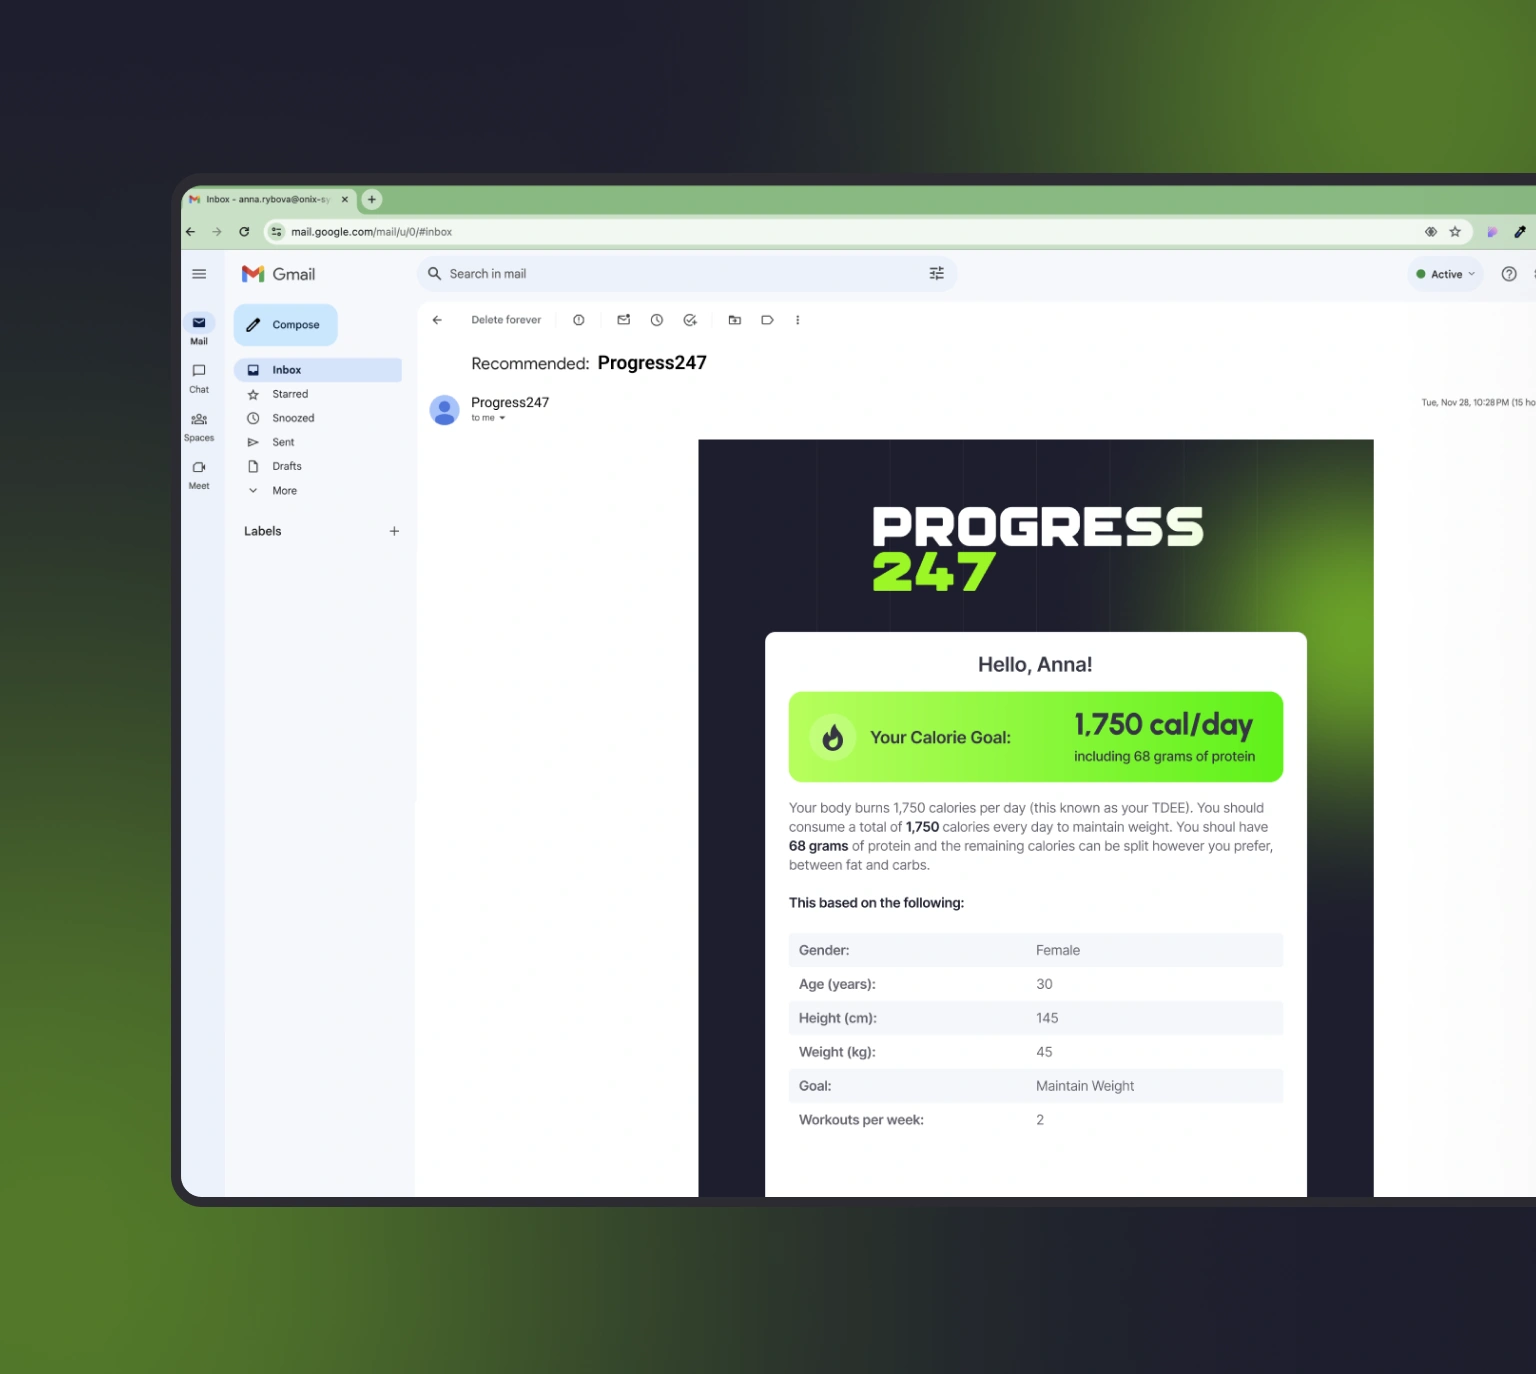 Inbox - anna.rybova@onix-sy
mail.google.com/mail/u/0/#inbox
Gmail
Search in mail
Active
Compose
Delete forever
Mail
Inbox
Recommended: Progress247
Chat
Starred
Progress247
Tue, Nov 28, 10:28 PM (15 ho
to me
Snoozed
Spaces
Sent
Drafts
Meet
More
Labels
PROGRESS
247
Hello, Anna!
Your Calorie Goal:
1,750 cal/day
including 68 grams of protein
Your body burns 1,750 calories per day (this known as your TDEE). You should
consume a total of 1,750 calories every day to maintain weight. You shoul have
68 grams of protein and the remaining calories can be split however you prefer,
between fat and carbs.
This based on the following:
Gender: Female
Age (years): 30
Height (cm): 145
Weight (kg): 45
Goal: Maintain Weight
Workouts per week: 2